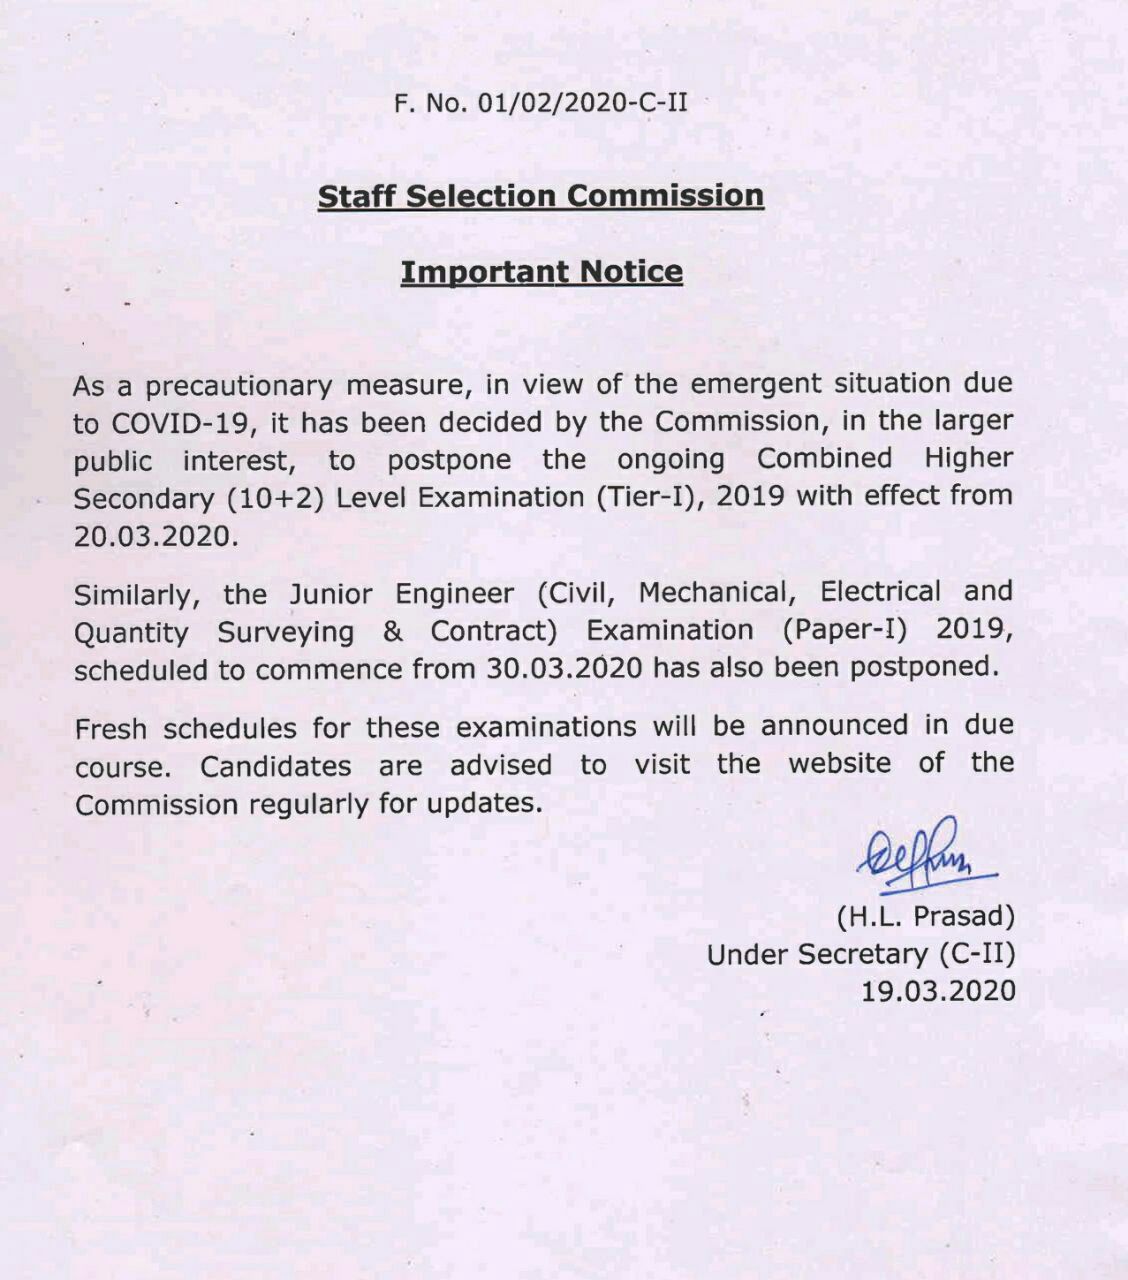 F. No. 01/02/2020-C-II
Staff Selection Commission
Important Notice
As a precautionary measure, in view of the emergent situation due
to COVID-19, it has been decided by the Commission, in the larger
public interest, to postpone the ongoing Combined Higher
Secondary (10+2) Level Examination (Tier-I), 2019 with effect from
20.03.2020.
Similarly, the Junior Engineer (Civil, Mechanical, Electrical and
Quantity Surveying & Contract) Examination (Paper-I) 2019,
scheduled to commence from 30.03.2020 has also been postponed.
Fresh schedules for these examinations will be announced in due
course. Candidates are advised to visit the website of the
Commission regularly for updates.
(H.L. Prasad)
Under Secretary (C-II)
19.03.2020